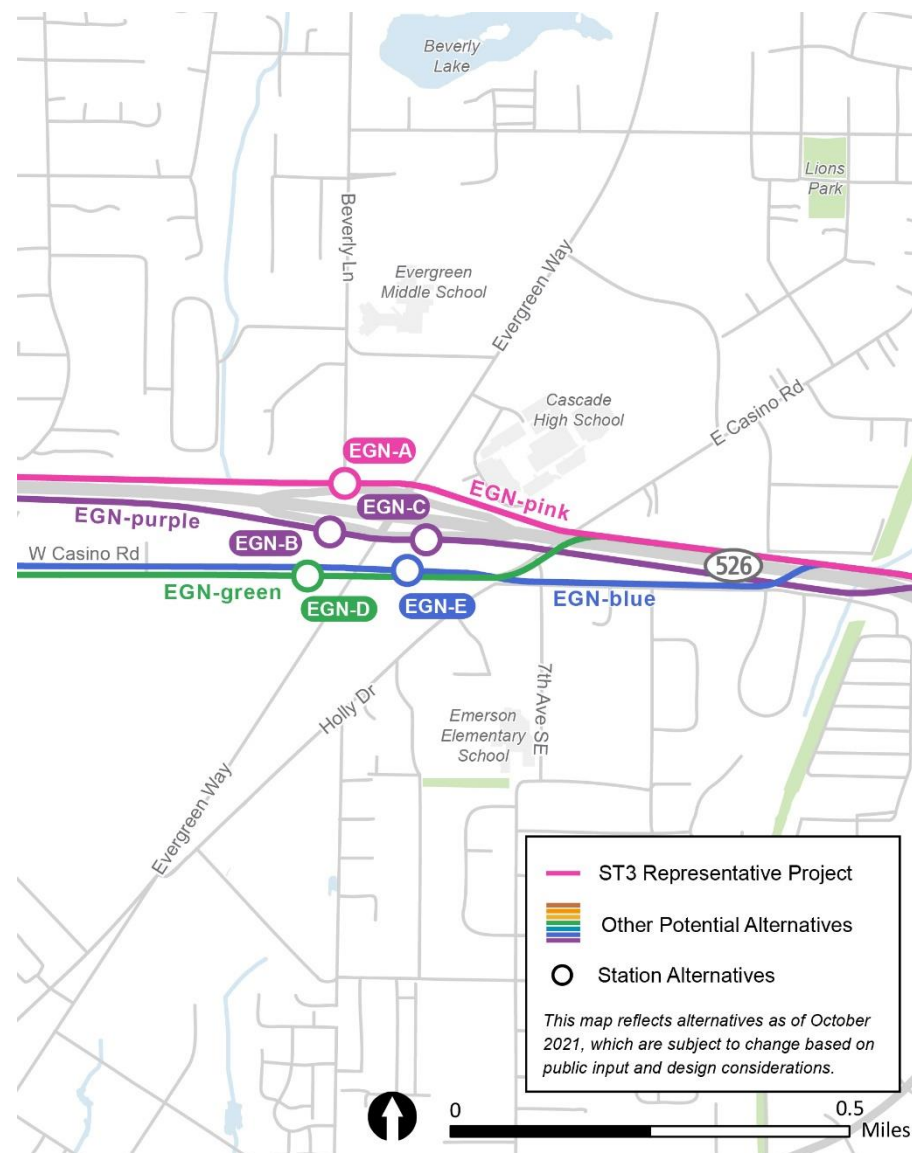 Beverly
Lake
Lions
Park
Beverly-Ln
Evergreen
Middle School
Evergreen-Way
Cascade
High School
E Casino Rd
EGN-A
EGN-pink
EGN-C
EGN-purple
EGN-B
W Casino Rd
526
EGN-green
EGN-D
EGN-E
EGN-blue
7th-Ave-SE
Holly Dr
Emerson
Elementary
School
Evergreen-Way
ST3 Representative Project
Other Potential Alternatives
Station Alternatives
This map reflects alternatives as of October
2021, which are subject to change based on
public input and design considerations.
0
0.5
Miles